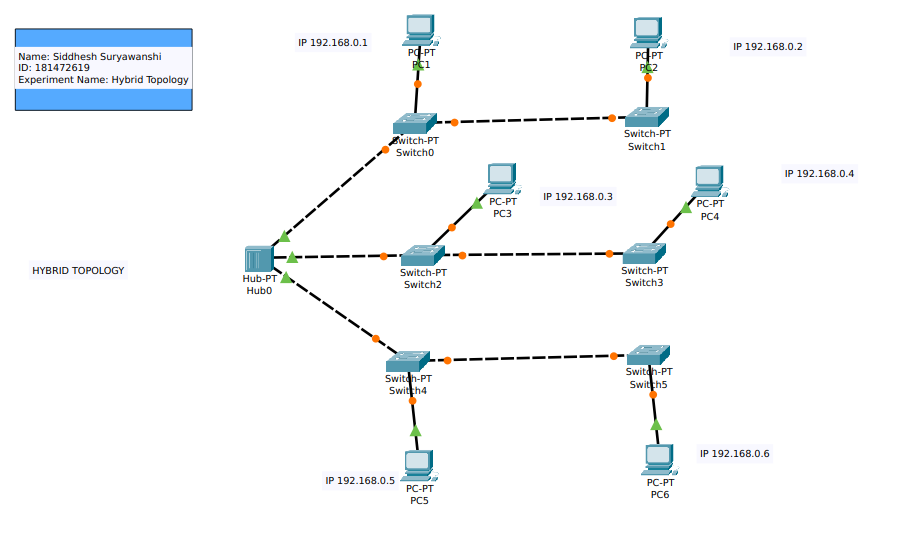 Name: Siddhesh Suryawanshi
ID: 181472619
Experiment Name: Hybrid Topology
IP 192.168.0.1
PC-PT
PC1
PC-PT
PC2
IP 192.168.0.2
Switch-PT
Switch0
Switch-PT
Switch1
PC-PT
PC3
IP 192.168.0.3
PC-PT
PC4
IP 192.168.0.4
HYBRID TOPOLOGY
Hub-PT
Hub0
Switch-PT
Switch2
Switch-PT
Switch3
Switch-PT
Switch4
Switch-PT
Switch5
IP 192.168.0.5
PC-PT
PC5
PC-PT
PC6
IP 192.168.0.6